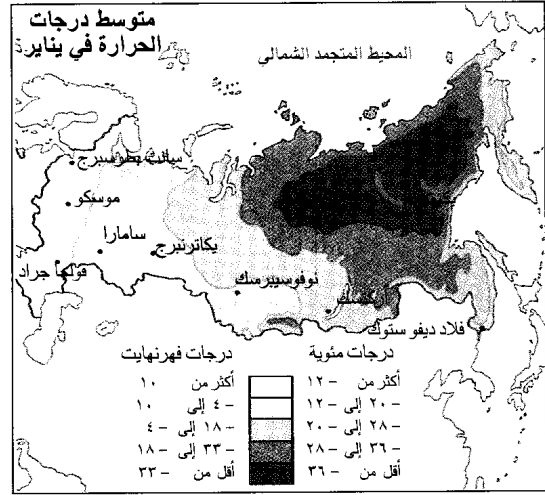 متوسط درجات
الحرارة في يناير
المحيط المتجمد الشمالي
سانت بطرسبرج
موسكو
سامارا
يكاترنبرج
فولجا جراد
نوفوسيبرسك
أركتسك
فلاد ديفو ستوك
درجات مئوية
درجات فهرنهايت
أكثر من -١٢
أكثر من ١٠
-٢٠ إلى -١٢
-٤ إلى ١٠
-٢٨ إلى -٢٠
-١٨ إلى -٤
-٣٦ إلى -٢٨
-٣٣ إلى -١٨
أقل من -٣٦
أقل من -٣٣